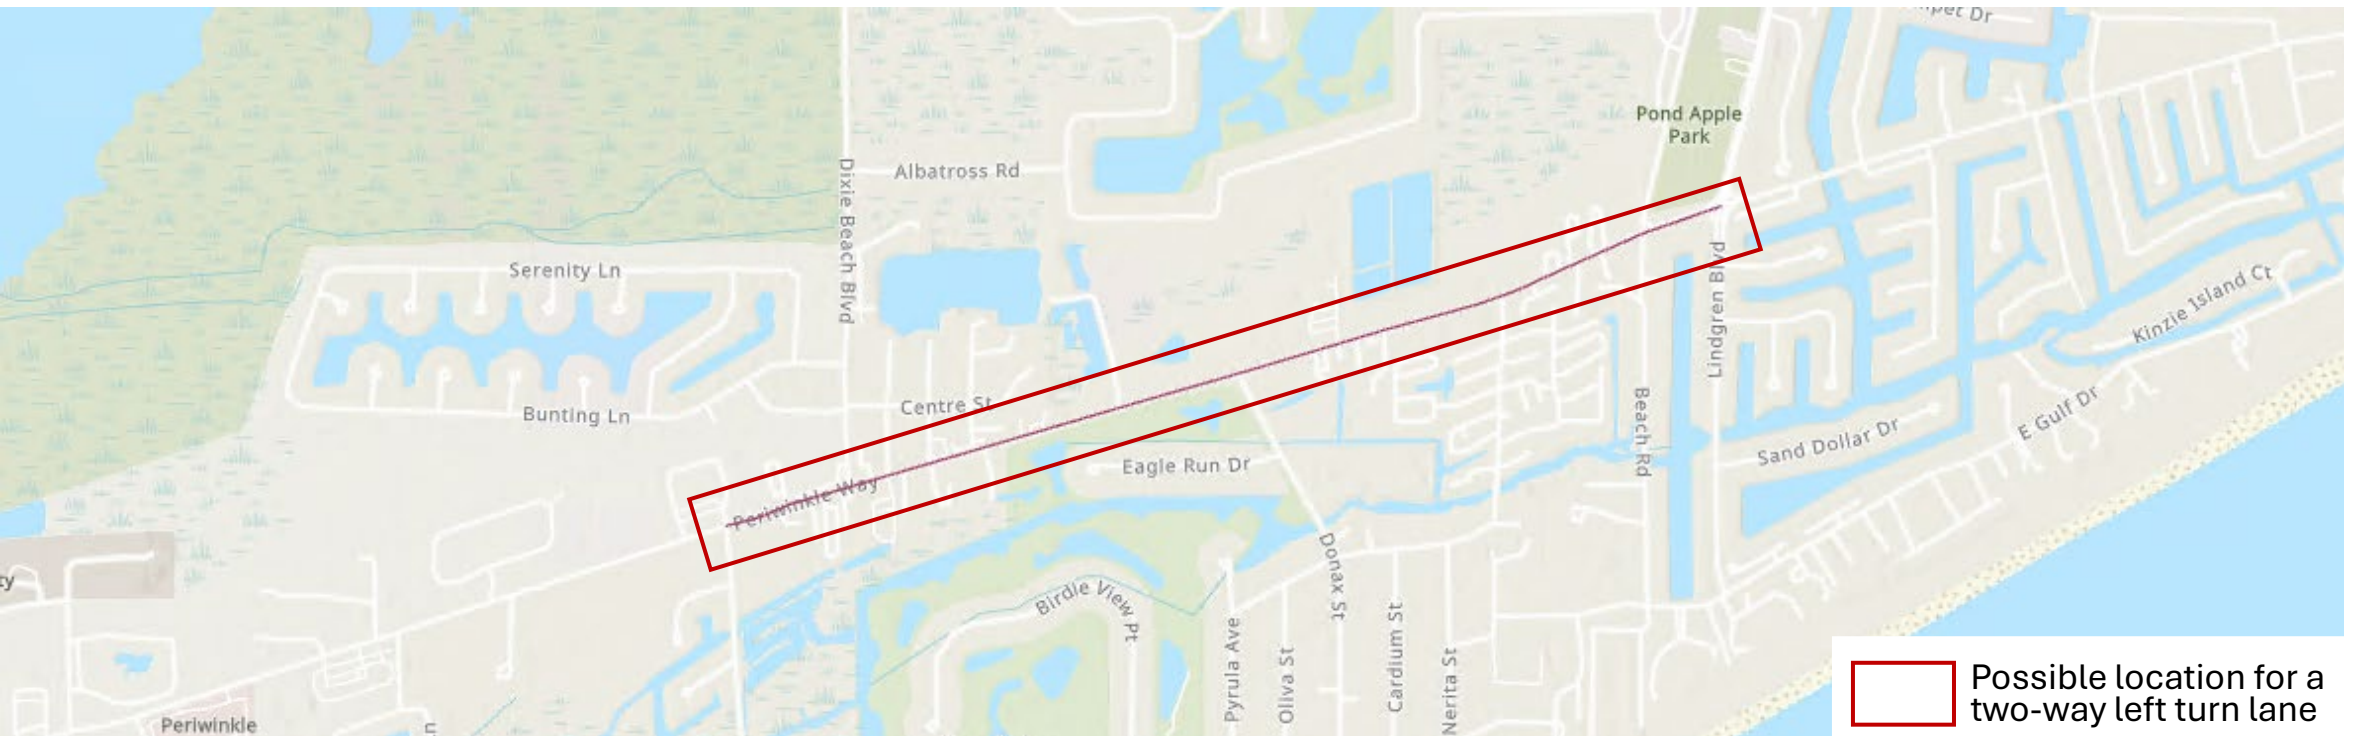 Pond Apple
Park
Albatross Rd
Dixie Beach Blvd
Serenity Ln
Lindgren Blvd
Kinzie Island Ct
Centre St
Bunting Ln
Beach Rd
E Gulf Dr
Sand Dollar Dr
Eagle Run Dr
Periwinkle Way
Donax St
Birdle View Pt
Pyrula Ave
Oliva St
Cardium St
Nerita St
Periwinkle
Possible location for a
two-way left turn lane